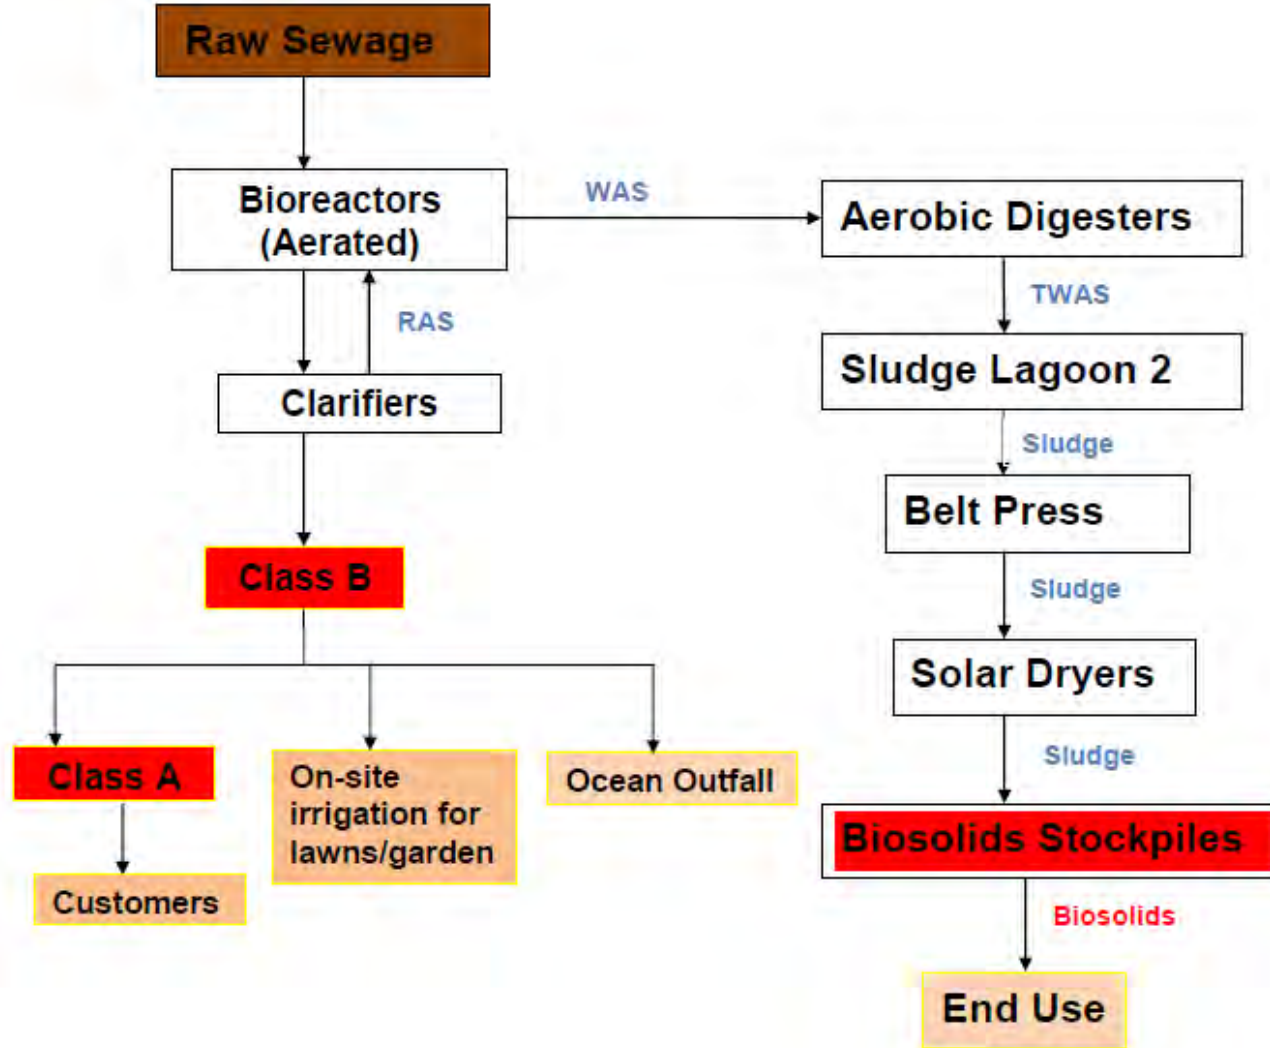 Raw Sewage
Bioreactors
(Aerated)
WAS
Aerobic Digesters
RAS
TWAS
Clarifiers
Sludge Lagoon 2
Sludge
Belt Press
Class B
Sludge
Solar Dryers
Sludge
Class A
On-site
irrigation for
lawns/garden
Ocean Outfall
Biosolids Stockpiles
Customers
Biosolids
End Use